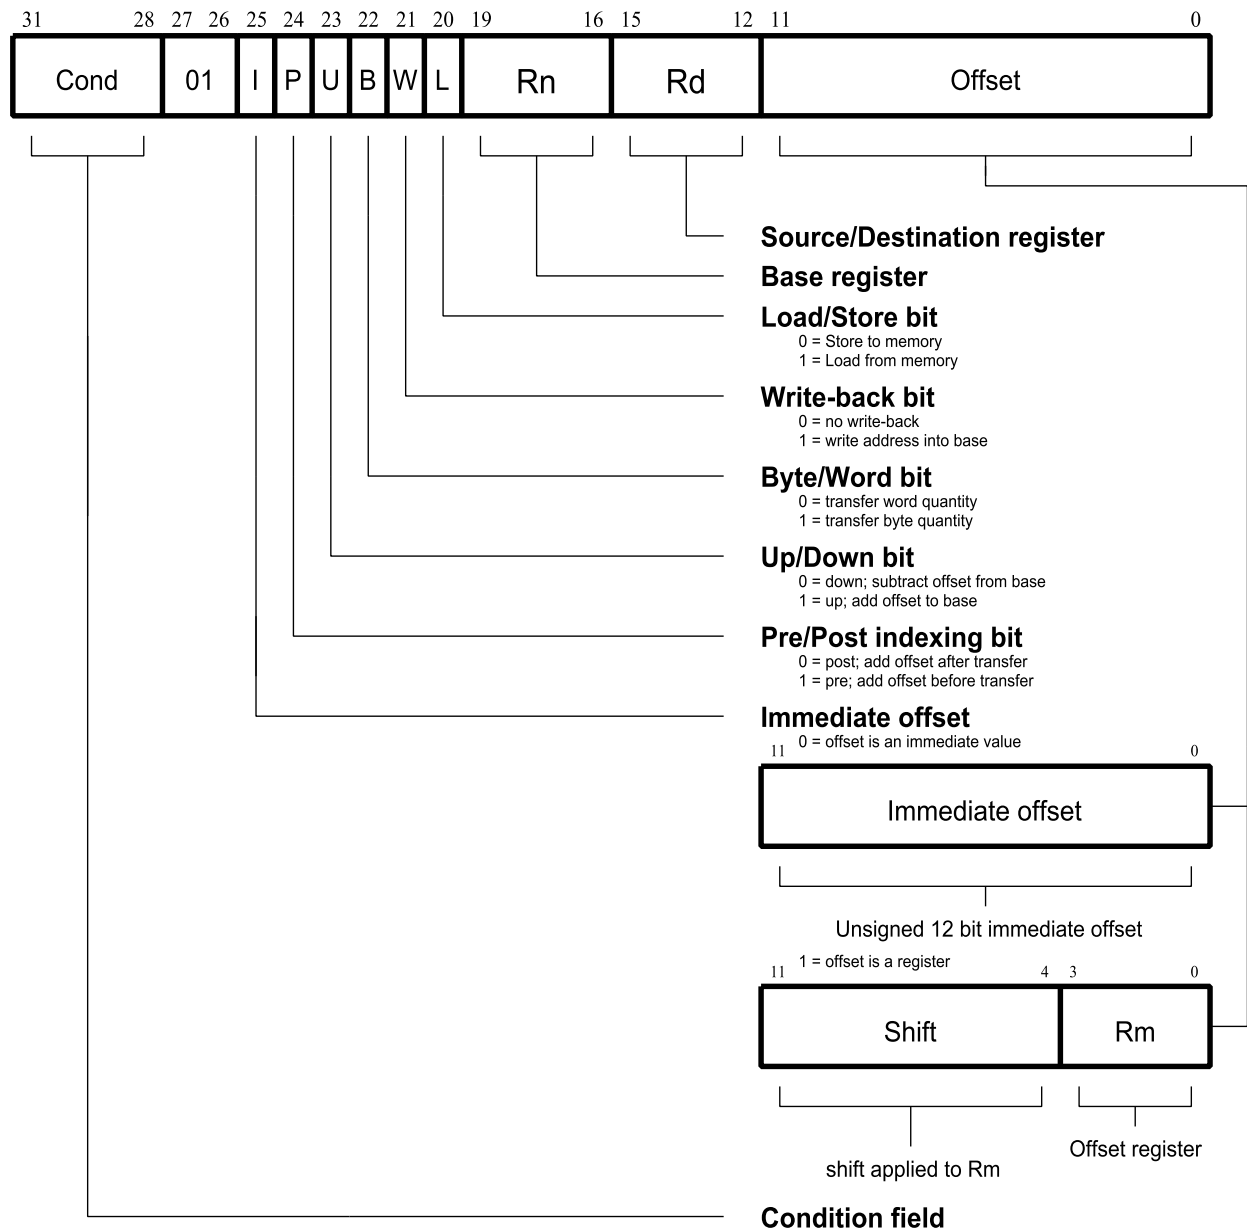 31 28 27 26 25 24 23 22 21 20 19 16 15 12 11 0
Cond 01 I P U B W L Rn Rd Offset
Source/Destination register
Base register
Load/Store bit
0 = Store to memory
1 = Load from memory
Write-back bit
0 = no write-back
1 = write address into base
Byte/Word bit
0 = transfer word quantity
1 = transfer byte quantity
Up/Down bit
0 = down; subtract offset from base
1 = up; add offset to base
Pre/Post indexing bit
0 = post; add offset after transfer
1 = pre; add offset before transfer
Immediate offset
0 = offset is an immediate value
11 0
Immediate offset
Unsigned 12 bit immediate offset
1 = offset is a register
11 4 3 0
Shift Rm
Offset register
shift applied to Rm
Condition field